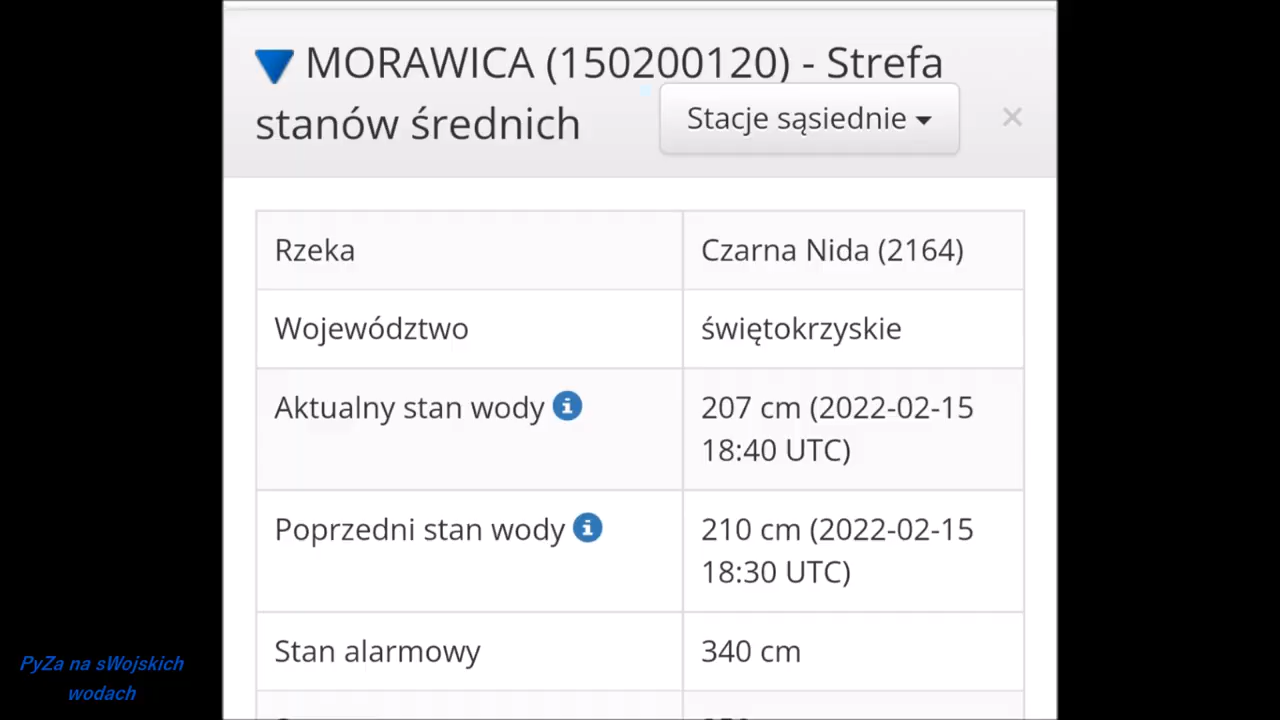 MORAWICA (150200120) - Strefa
stanów średnich
Stacje sąsiednie
×
Rzeka
Czarna Nida (2164)
Województwo
świętokrzyskie
Aktualny stan wody
207 cm (2022-02-15
18:40 UTC)
Poprzedni stan wody
210 cm (2022-02-15
18:30 UTC)
Stan alarmowy
340 cm
PyZa na sWojskich
wodach